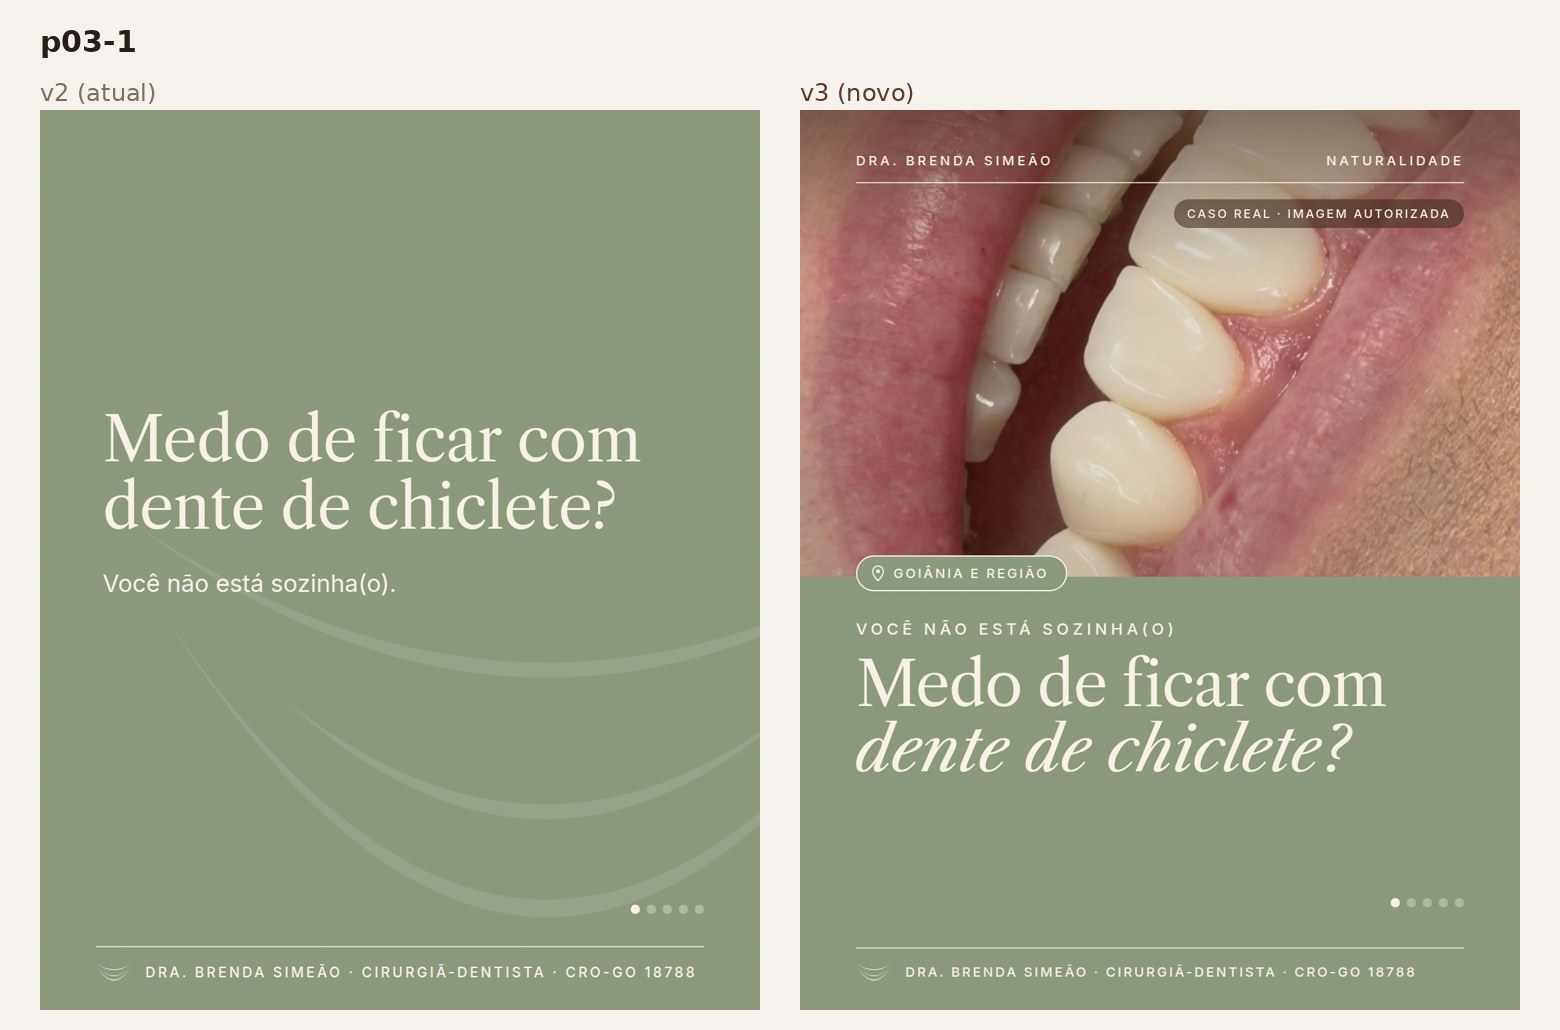 p03-1
v2 (atual)
Medo de ficar com
dente de chiclete?
Você não está sozinha(o).
DRA. BRENDA SIMEÃO · CIRURGIÃ-DENTISTA · CRO-GO 18788
v3 (novo)
DRA. BRENDA SIMEÃO
NATURALIDADE
CASO REAL · IMAGEM AUTORIZADA
GOIÂNIA E REGIÃO
VOCÊ NÃO ESTÁ SOZINHA(O)
Medo de ficar com
dente de chiclete?
DRA. BRENDA SIMEÃO · CIRURGIÃ-DENTISTA · CRO-GO 18788